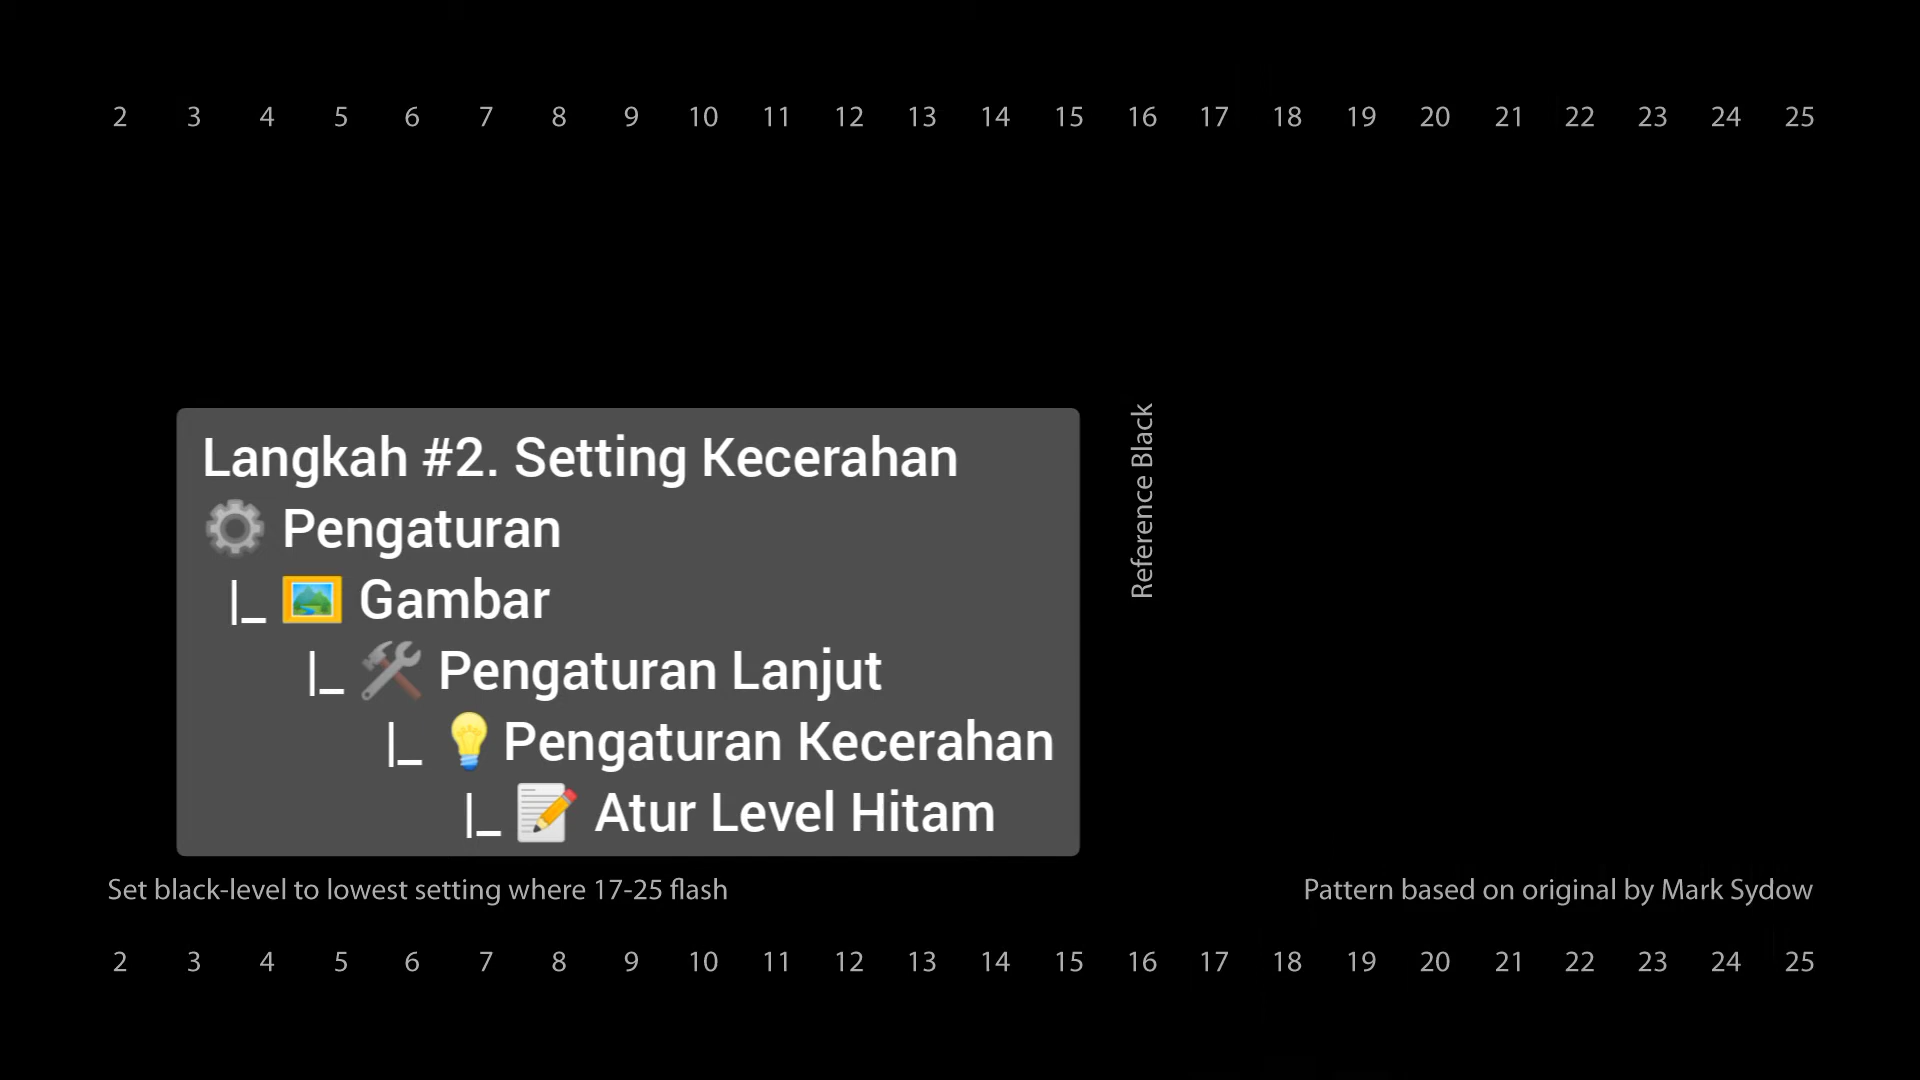 2 3 4 5 6 7 8 9 10 11 12 13 14 15 16 17 18 19 20 21 22 23 24 25
Reference Black
Langkah #2. Setting Kecerahan
⚙️ Pengaturan
|_ 🖼️ Gambar
|_ 🛠️ Pengaturan Lanjut
|_ 💡Pengaturan Kecerahan
|_ 📝 Atur Level Hitam
Set black-level to lowest setting where 17-25 flash
Pattern based on original by Mark Sydow
2 3 4 5 6 7 8 9 10 11 12 13 14 15 16 17 18 19 20 21 22 23 24 25